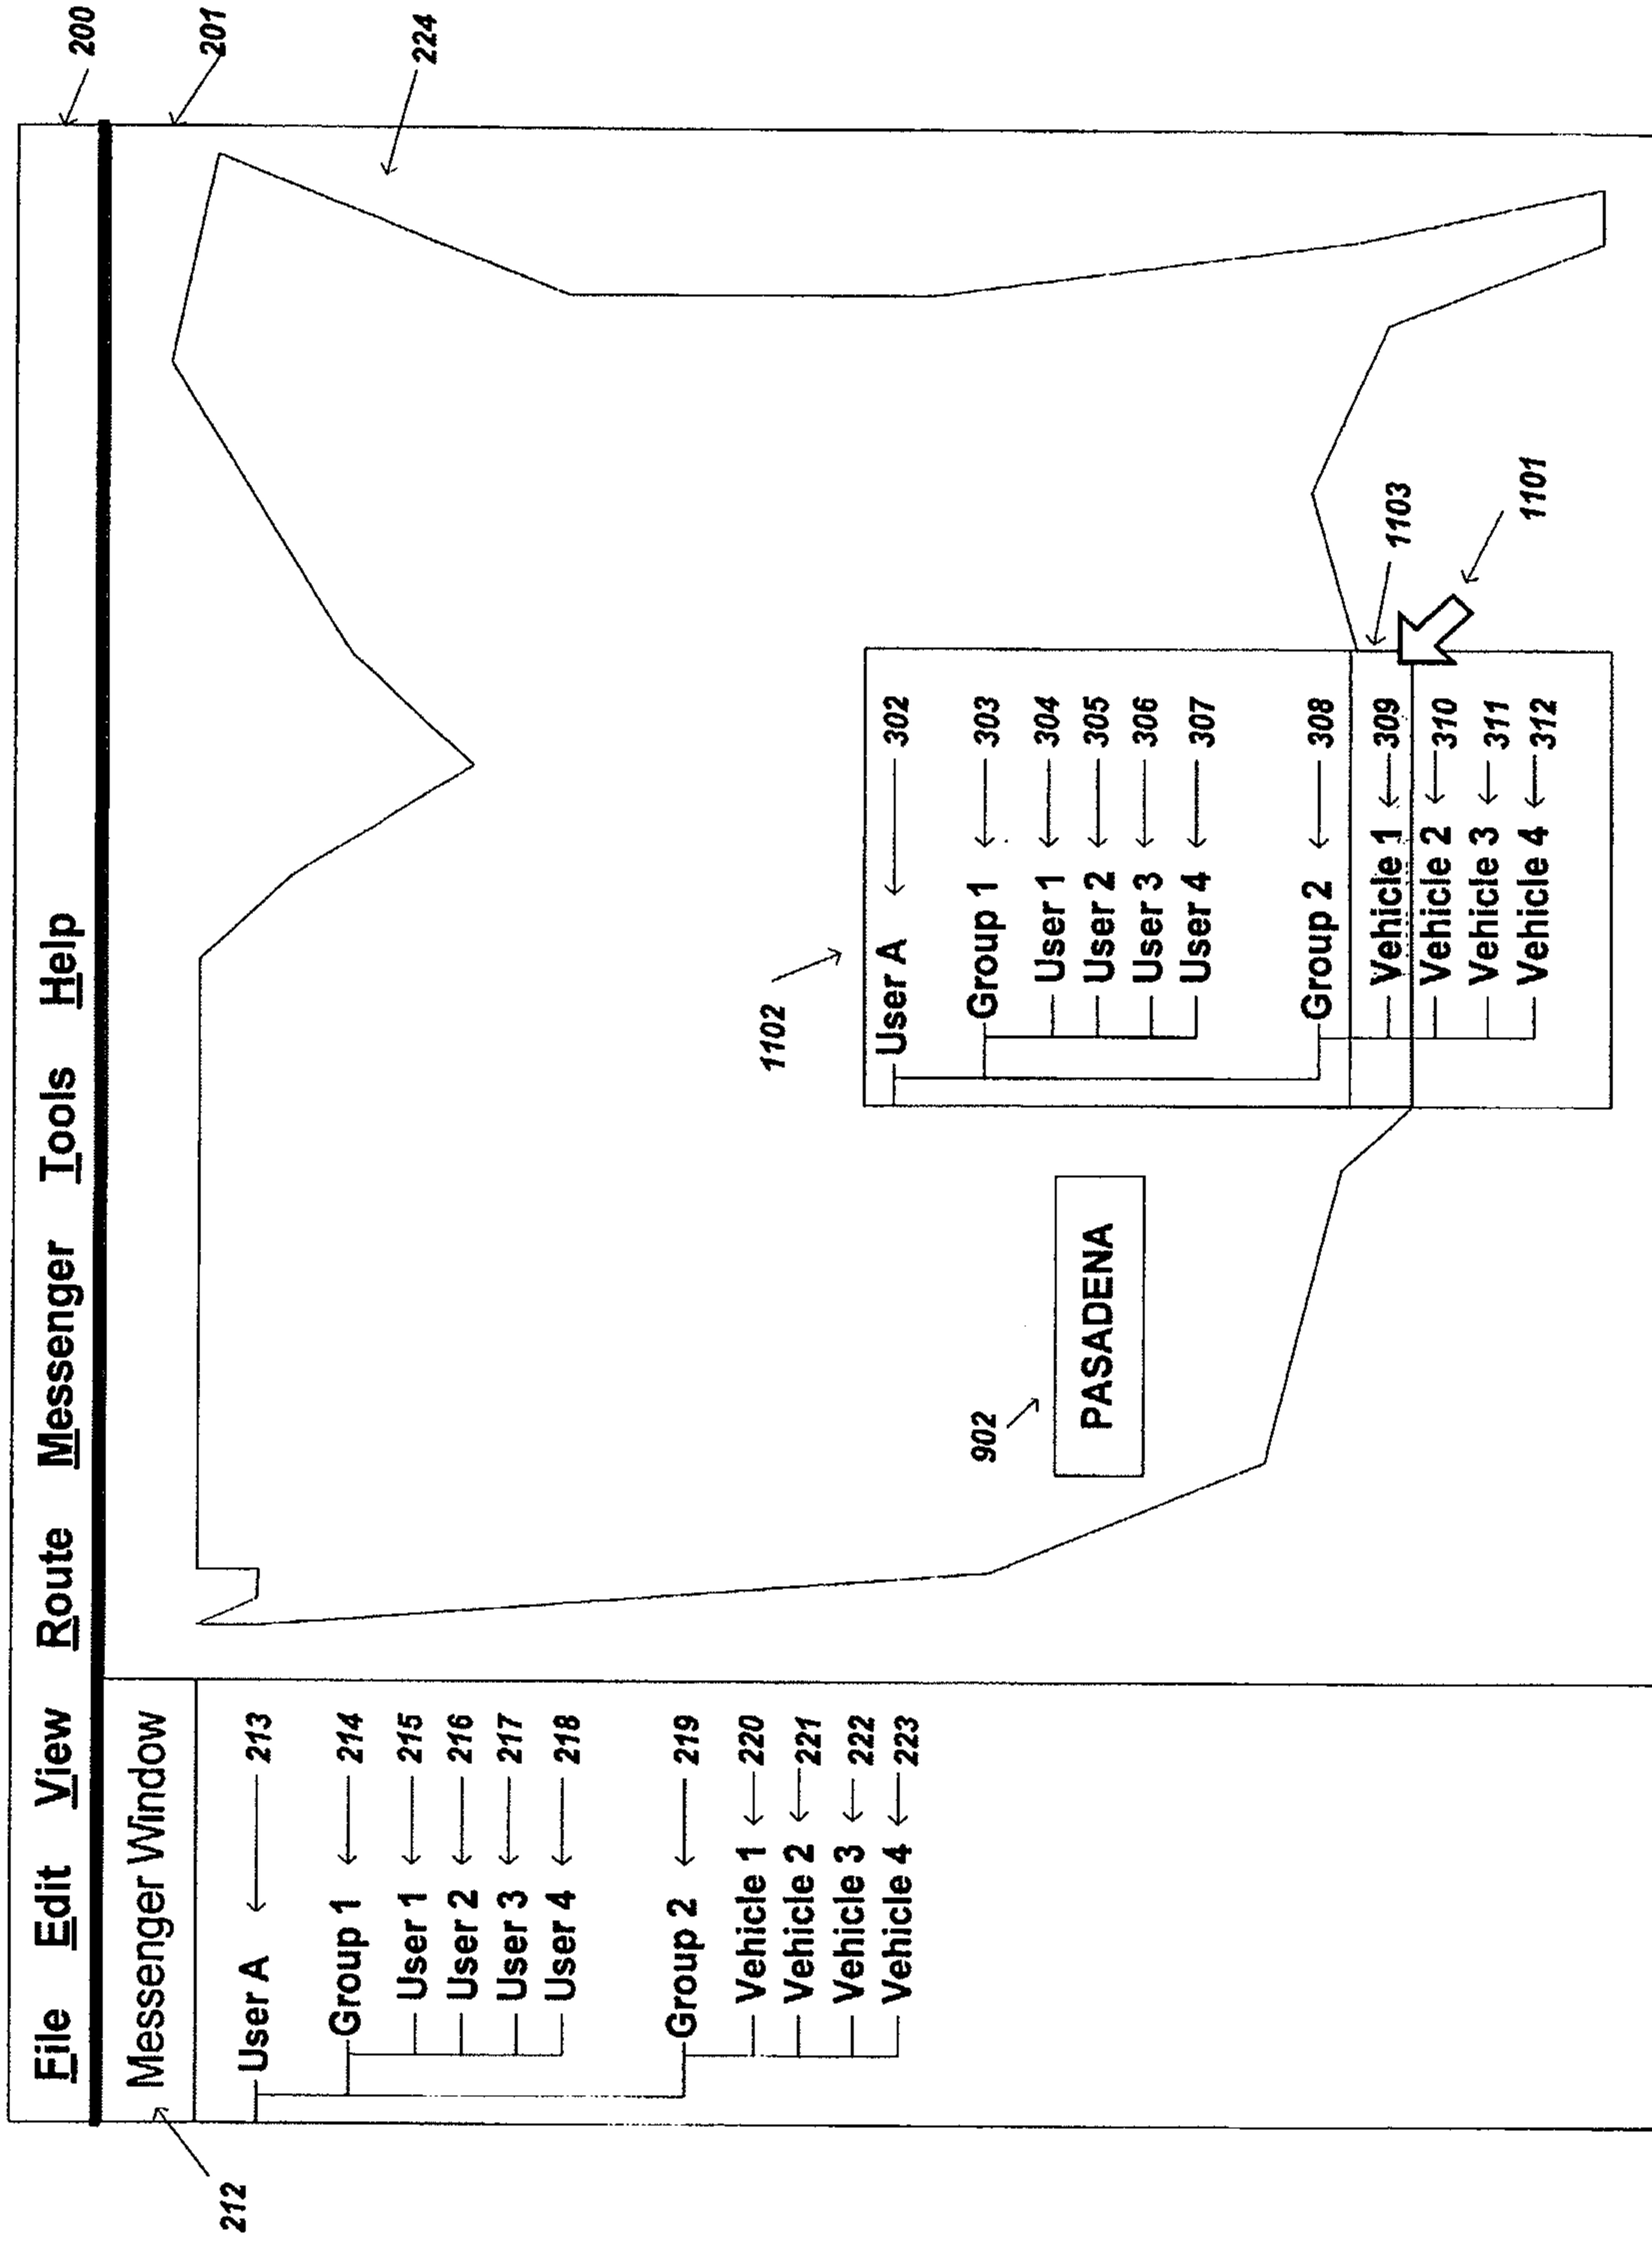 File Edit View Route Messenger Tools Help
200
201
224
212
Messenger Window
User A 213
Group 1 214
User 1 215
User 2 216
User 3 217
User 4 218
Group 2 219
Vehicle 1 220
Vehicle 2 221
Vehicle 3 222
Vehicle 4 223
902
PASADENA
1102
User A 302
Group 1 303
User 1 304
User 2 305
User 3 306
User 4 307
Group 2 308
Vehicle 1 309
Vehicle 2 310
Vehicle 3 311
Vehicle 4 312
1103
1101